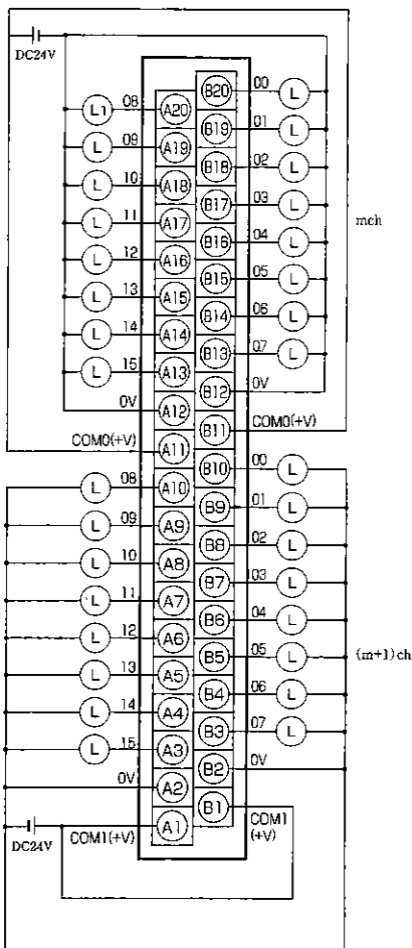 DC24V
B20 00 L
L1 08 A20
B19 01 L
L 09 A19
B18 02 L
L 10 A18
B17 03 L
mch
L 11 A17
B16 04 L
L 12 A16
B15 05 L
L 13 A15
B14 06 L
L 14 A14
B13 07 L
L 15 A13
B12 0V
0V A12
B11 COM0(+V)
COM0(+V) A11
B10 00 L
L 08 A10
B9 01 L
L 09 A9
B8 02 L
L 10 A8
B7 03 L
L 11 A7
B6 04 L
L 12 A6
B5 05 L
(m+1)ch
L 13 A5
B4 06 L
L 14 A4
B3 07 L
L 15 A3
B2 0V
0V A2
B1 COM1
(+V)
A1
DC24V
COM1(+V)